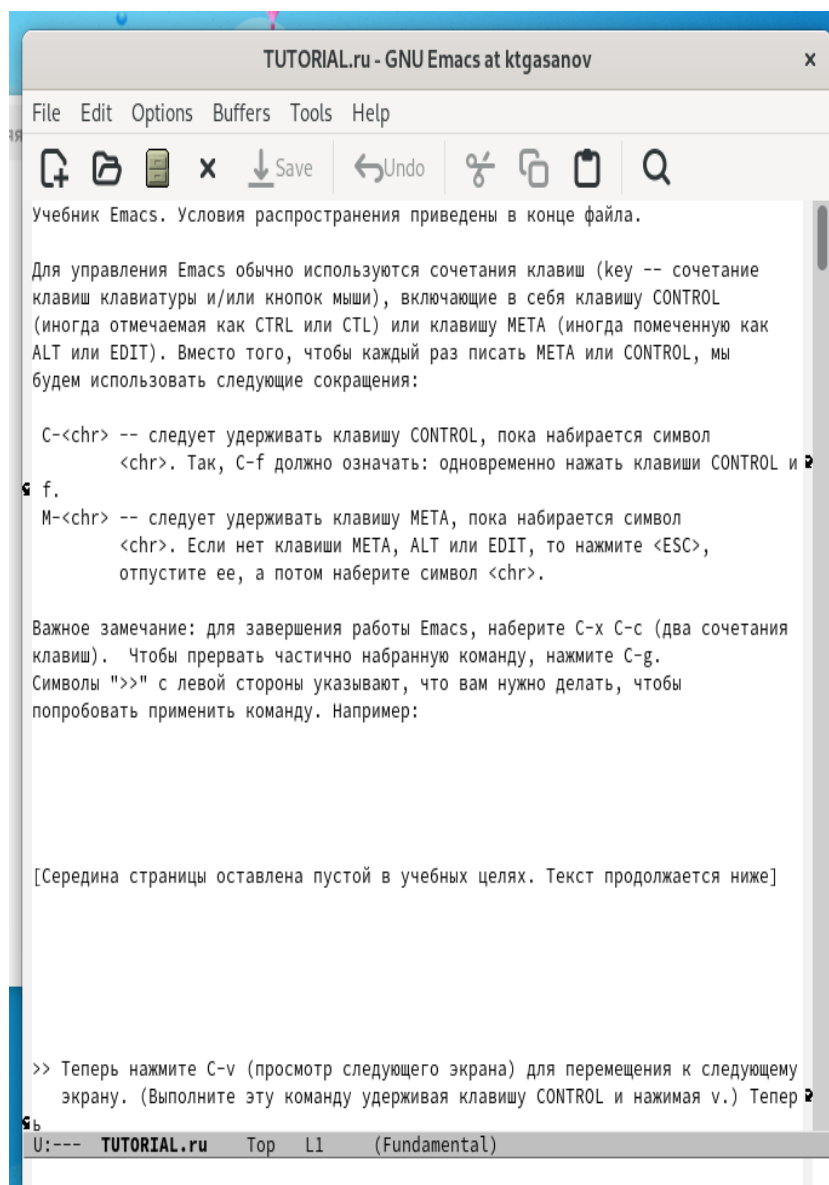 TUTORIAL.ru - GNU Emacs at ktgasanov x
File Edit Options Buffers Tools Help
Save Undo
Учебник Emacs. Условия распространения приведены в конце файла.
Для управления Emacs обычно используются сочетания клавиш (key -- сочетание
клавиш клавиатуры и/или кнопок мыши), включающие в себя клавишу CONTROL
(иногда отмечаемая как CTRL или CTL) или клавишу META (иногда помеченную как
ALT или EDIT). Вместо того, чтобы каждый раз писать META или CONTROL, мы
будем использовать следующие сокращения:
C-<chr> -- следует удерживать клавишу CONTROL, пока набирается символ
<chr>. Так, C-f должно означать: одновременно нажать клавиши CONTROL и
f.
M-<chr> -- следует удерживать клавишу META, пока набирается символ
<chr>. Если нет клавиши META, ALT или EDIT, то нажмите <ESC>,
отпустите ее, а потом наберите символ <chr>.
Важное замечание: для завершения работы Emacs, наберите C-x C-c (два сочетания
клавиш).  Чтобы прервать частично набранную команду, нажмите C-g.
Символы ">>" с левой стороны указывают, что вам нужно делать, чтобы
попробовать применить команду. Например:
[Середина страницы оставлена пустой в учебных целях. Текст продолжается ниже]
>> Теперь нажмите C-v (просмотр следующего экрана) для перемещения к следующему
экрану. (Выполните эту команду удерживая клавишу CONTROL и нажимая v.) Тепер
ь
U:--- TUTORIAL.ru Top L1 (Fundamental)